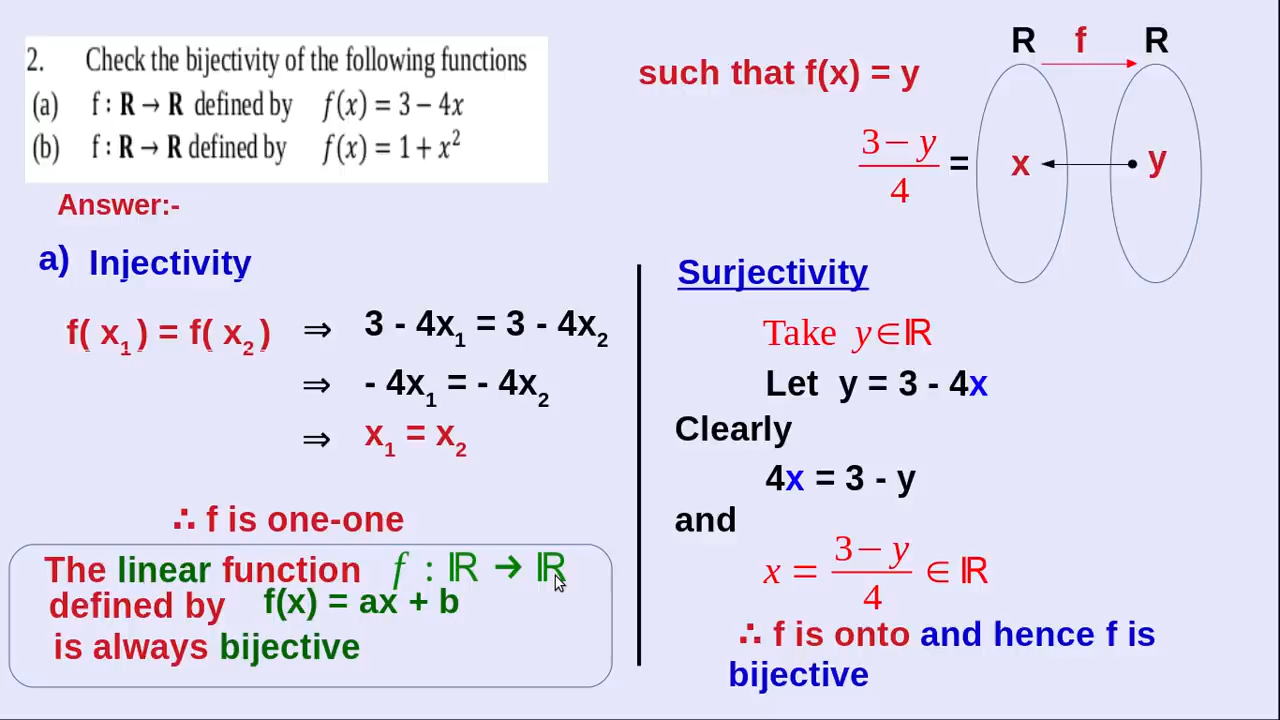 2. Check the bijectivity of the following functions
(a) f : R → R defined by f(x) = 3 − 4x
(b) f : R → R defined by f(x) = 1 + x²
Answer:-
a) Injectivity
f( x₁ ) = f( x₂ ) ⇒ 3 - 4x₁ = 3 - 4x₂
⇒ - 4x₁ = - 4x₂
⇒ x₁ = x₂
∴ f is one-one
The linear function f : ℝ → ℝ
defined by f(x) = ax + b
is always bijective
R f R
such that f(x) = y
3 − y / 4 = x y
Surjectivity
Take y ∈ ℝ
Let y = 3 - 4x
Clearly
4x = 3 - y
and
x = 3 − y / 4 ∈ ℝ
∴ f is onto and hence f is
bijective